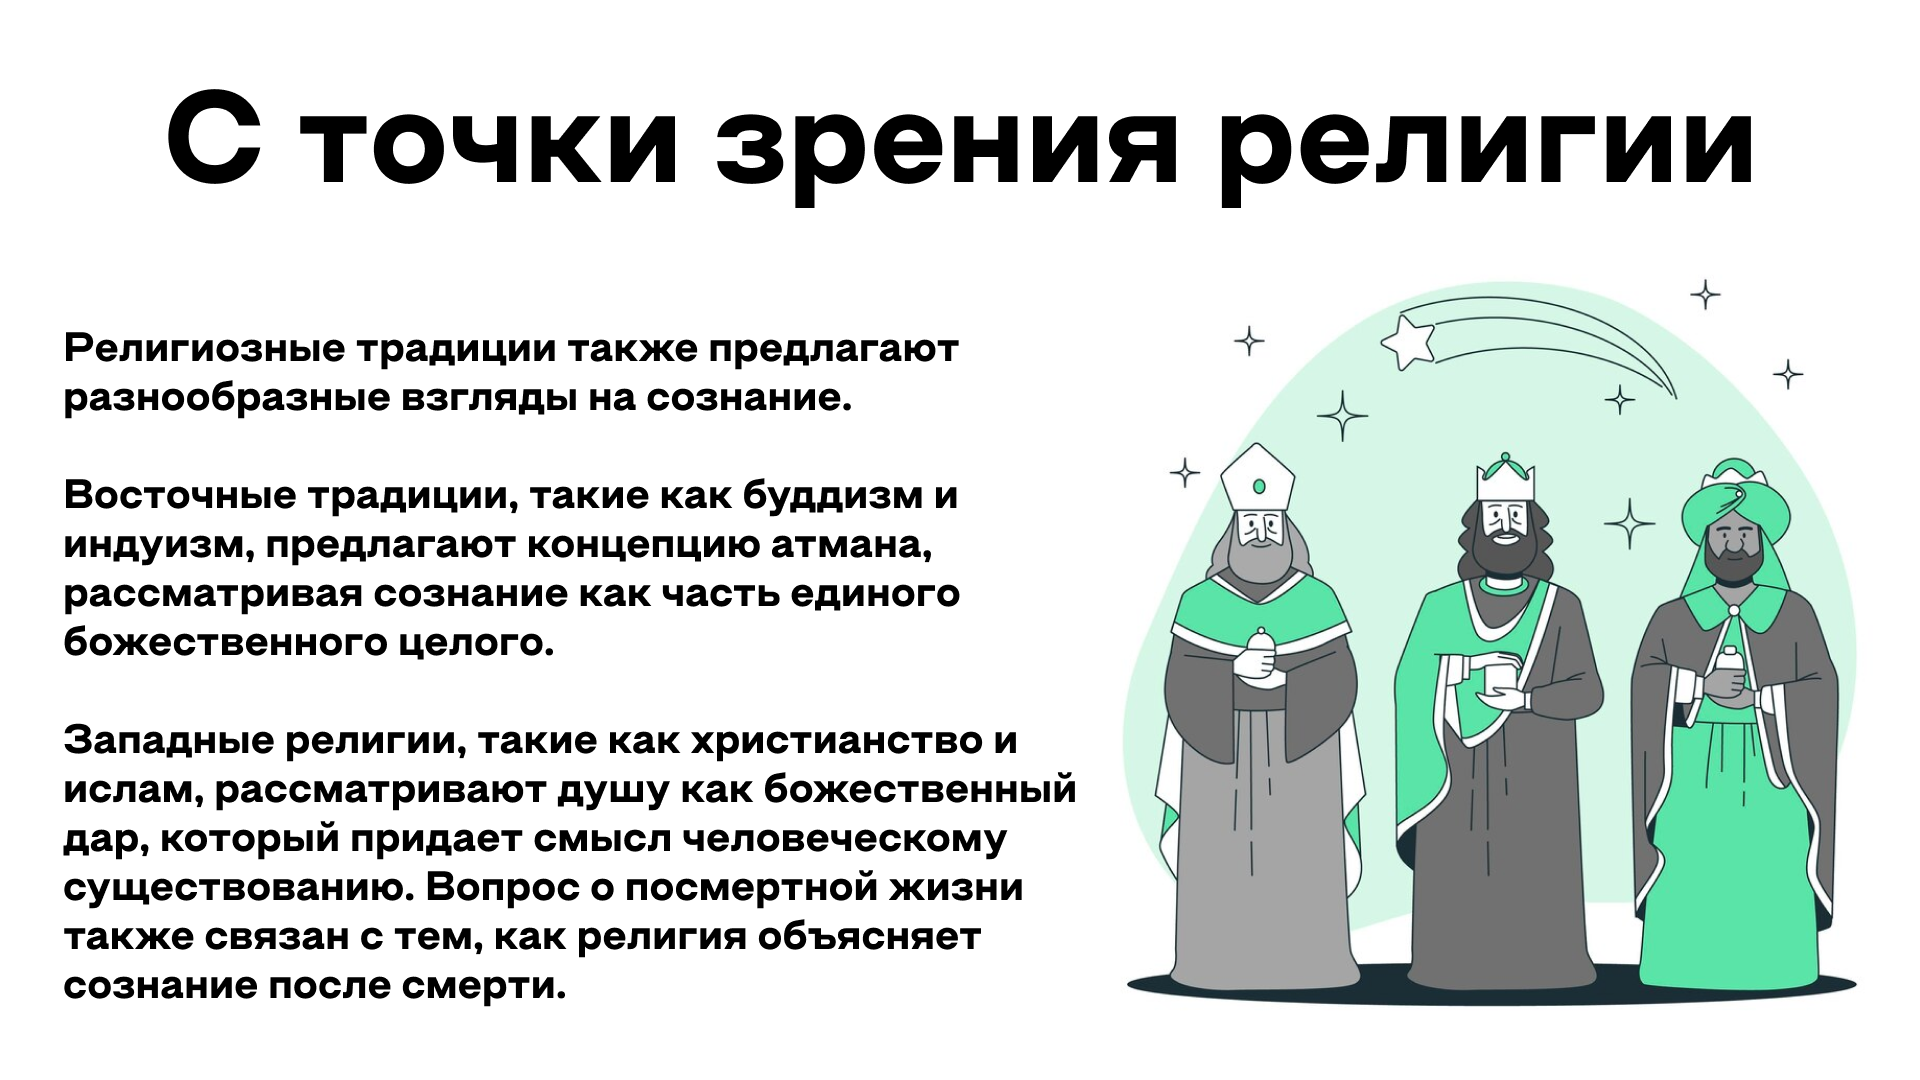 С точки зрения религии
Религиозные традиции также предлагают
разнообразные взгляды на сознание.
Восточные традиции, такие как буддизм и
индуизм, предлагают концепцию атмана,
рассматривая сознание как часть единого
божественного целого.
Западные религии, такие как христианство и
ислам, рассматривают душу как божественный
дар, который придает смысл человеческому
существованию. Вопрос о посмертной жизни
также связан с тем, как религия объясняет
сознание после смерти.